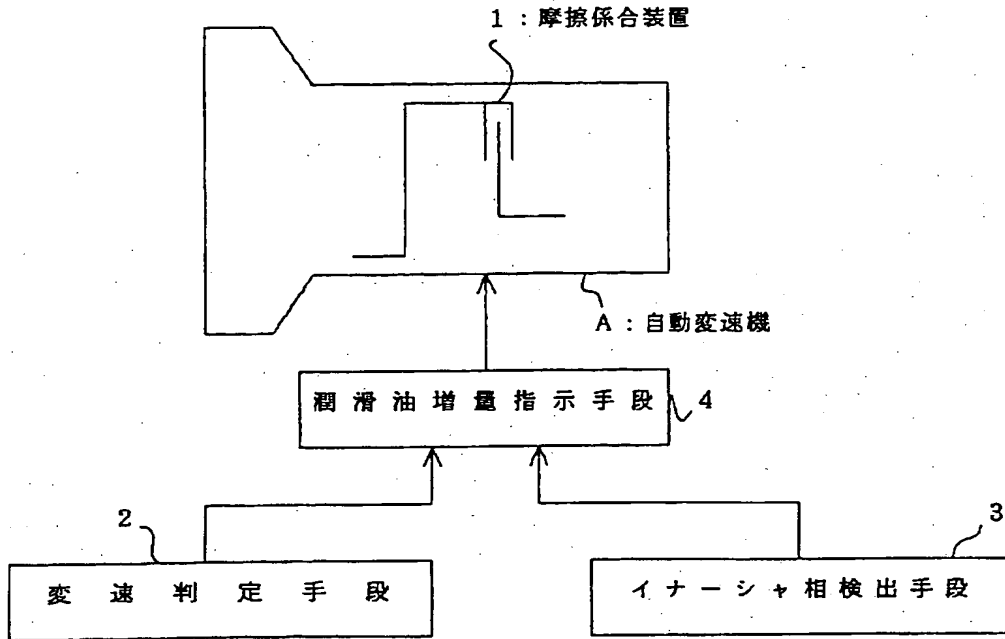 1：摩擦係合装置
A：自動変速機
潤滑油増量指示手段
4
2
3
変速判定手段
イナーシャ相検出手段